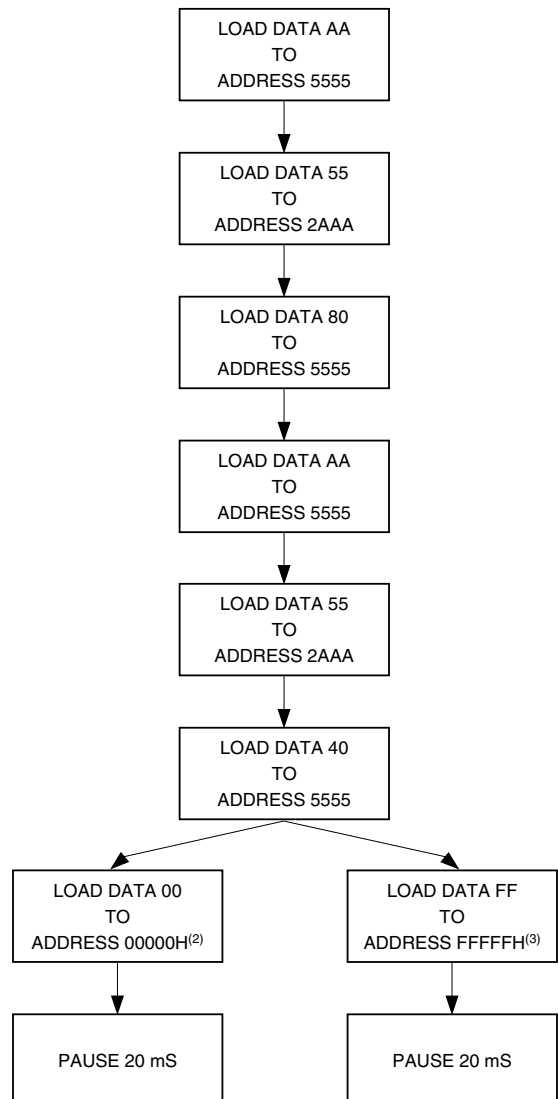 LOAD DATA AA
TO
ADDRESS 5555
LOAD DATA 55
TO
ADDRESS 2AAA
LOAD DATA 80
TO
ADDRESS 5555
LOAD DATA AA
TO
ADDRESS 5555
LOAD DATA 55
TO
ADDRESS 2AAA
LOAD DATA 40
TO
ADDRESS 5555
LOAD DATA 00
TO
ADDRESS 00000H(2)
LOAD DATA FF
TO
ADDRESS FFFFFH(3)
PAUSE 20 mS
PAUSE 20 mS